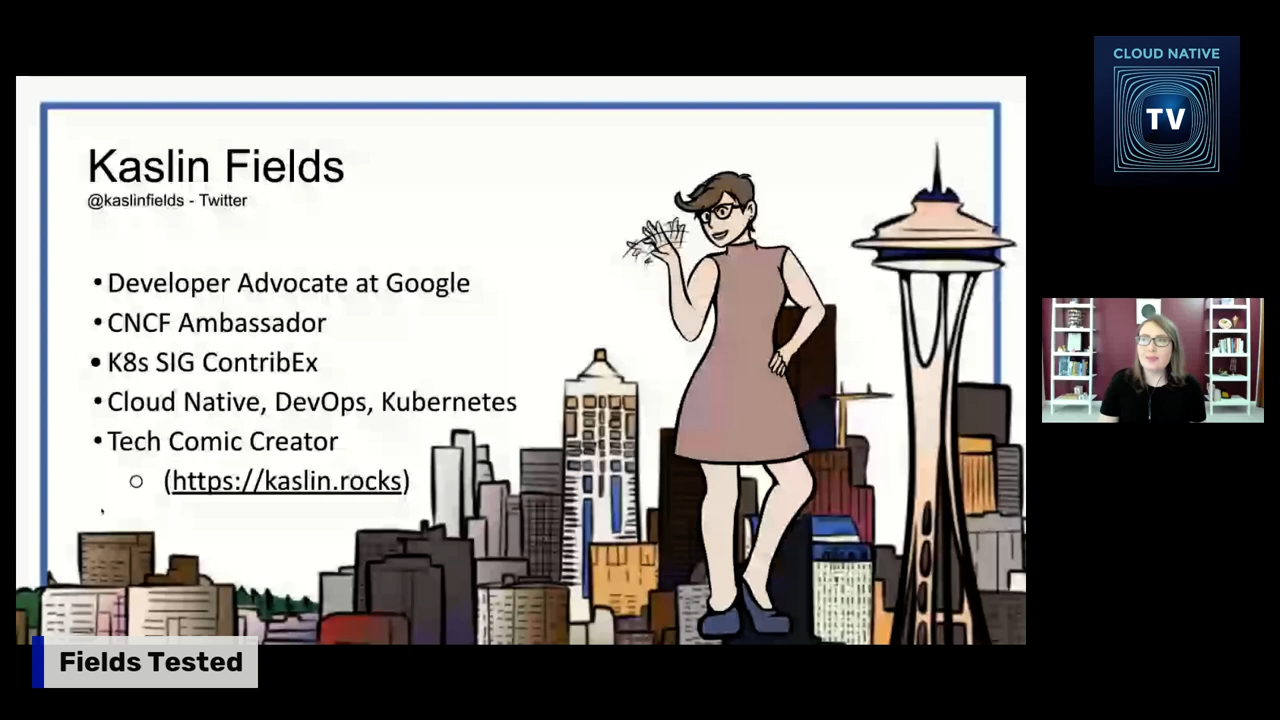 CLOUD NATIVE
TV
Kaslin Fields
@kaslinfields - Twitter
• Developer Advocate at Google
• CNCF Ambassador
• K8s SIG ContribEx
• Cloud Native, DevOps, Kubernetes
• Tech Comic Creator
○ (https://kaslin.rocks)
Fields Tested